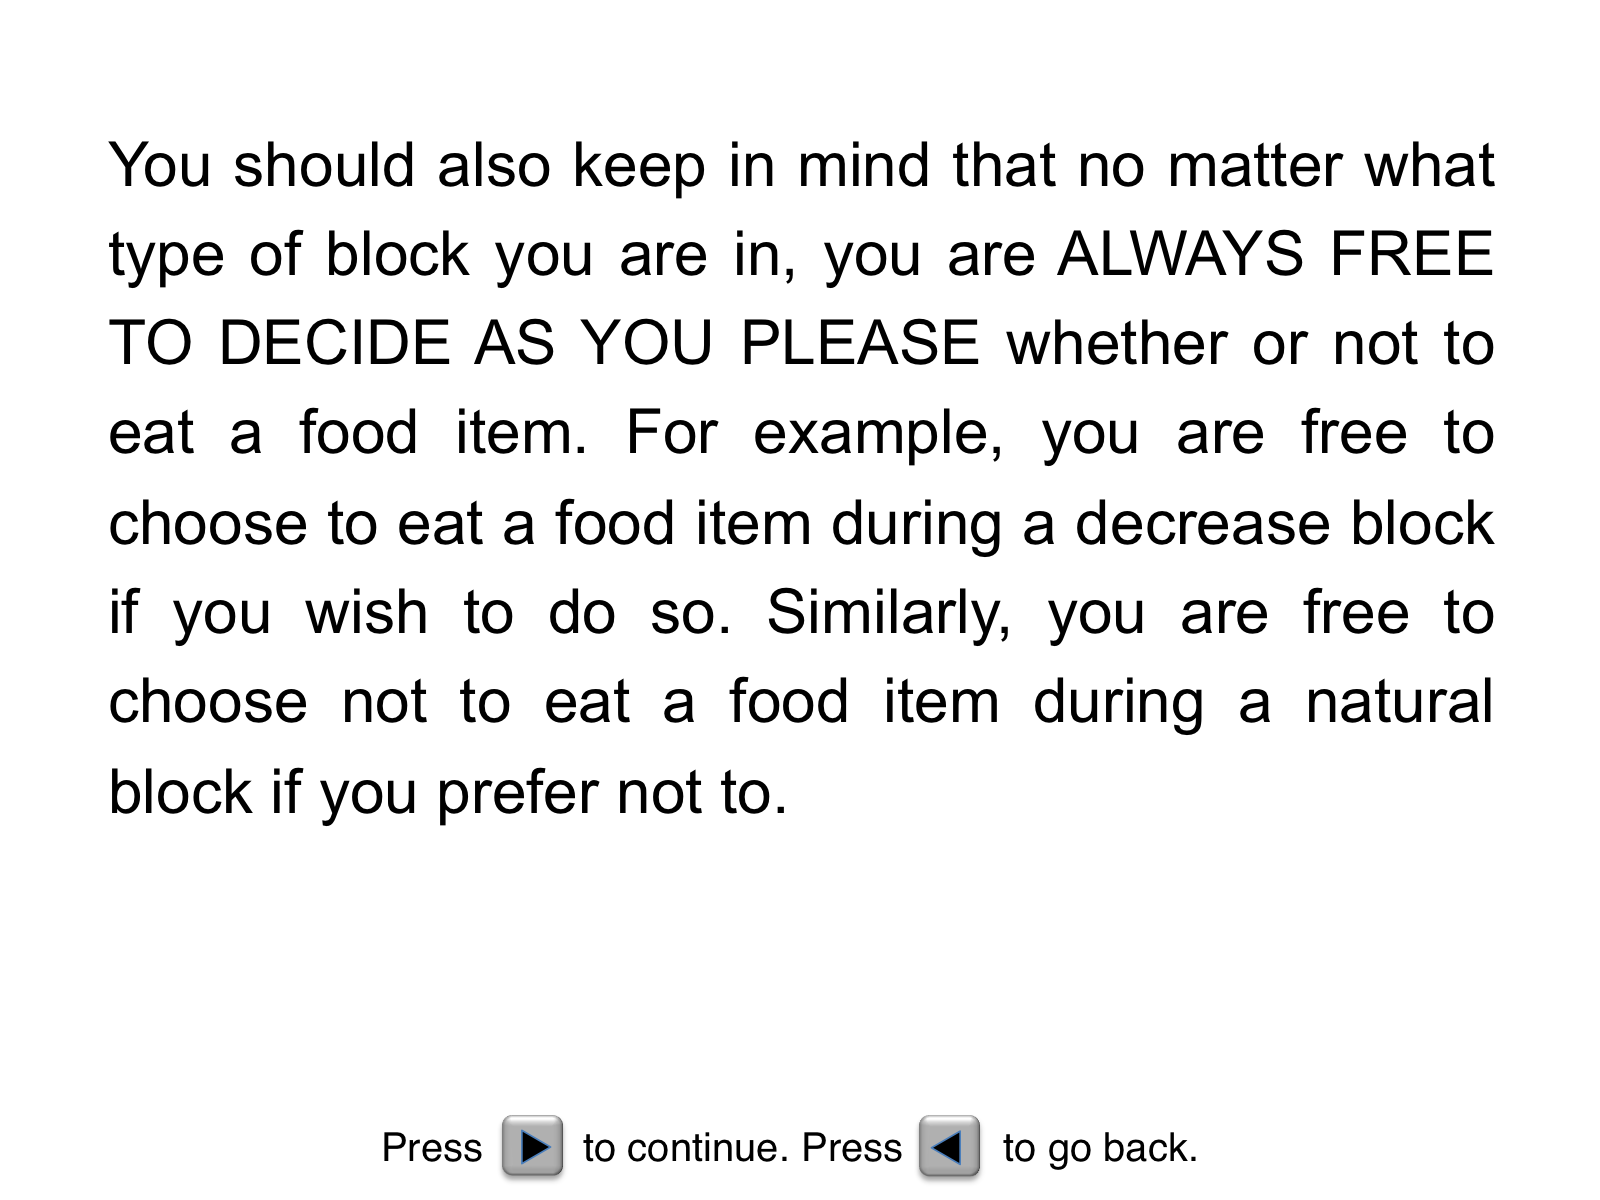 You should also keep in mind that no matter what
type of block you are in, you are ALWAYS FREE
TO DECIDE AS YOU PLEASE whether or not to
eat a food item. For example, you are free to
choose to eat a food item during a decrease block
if you wish to do so. Similarly, you are free to
choose not to eat a food item during a natural
block if you prefer not to.
Press to continue. Press to go back.